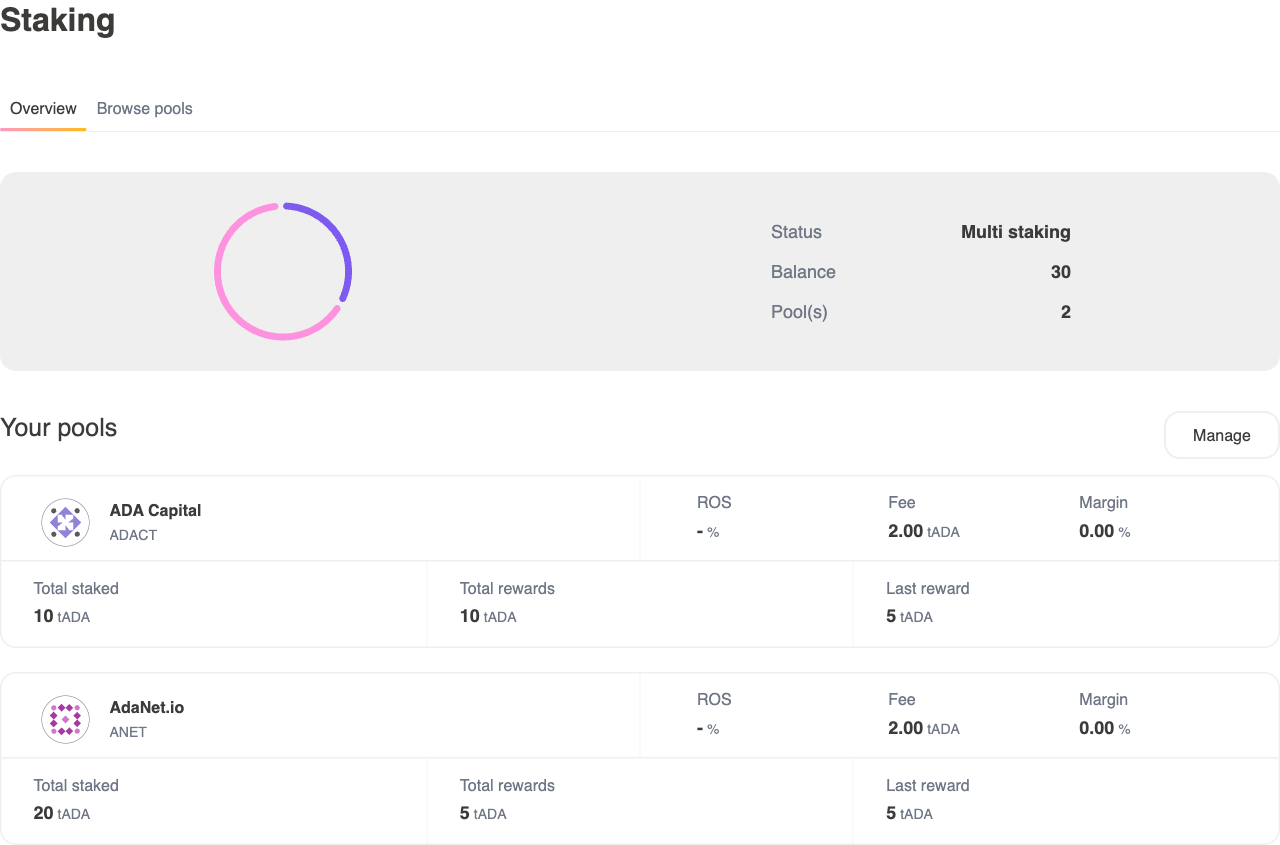 Staking
Overview Browse pools
Status Multi staking
Balance 30
Pool(s) 2
Your pools
Manage
ADA Capital
ADACT
ROS Fee Margin
- % 2.00 tADA 0.00 %
Total staked Total rewards Last reward
10 tADA 10 tADA 5 tADA
AdaNet.io
ANET
ROS Fee Margin
- % 2.00 tADA 0.00 %
Total staked Total rewards Last reward
20 tADA 5 tADA 5 tADA